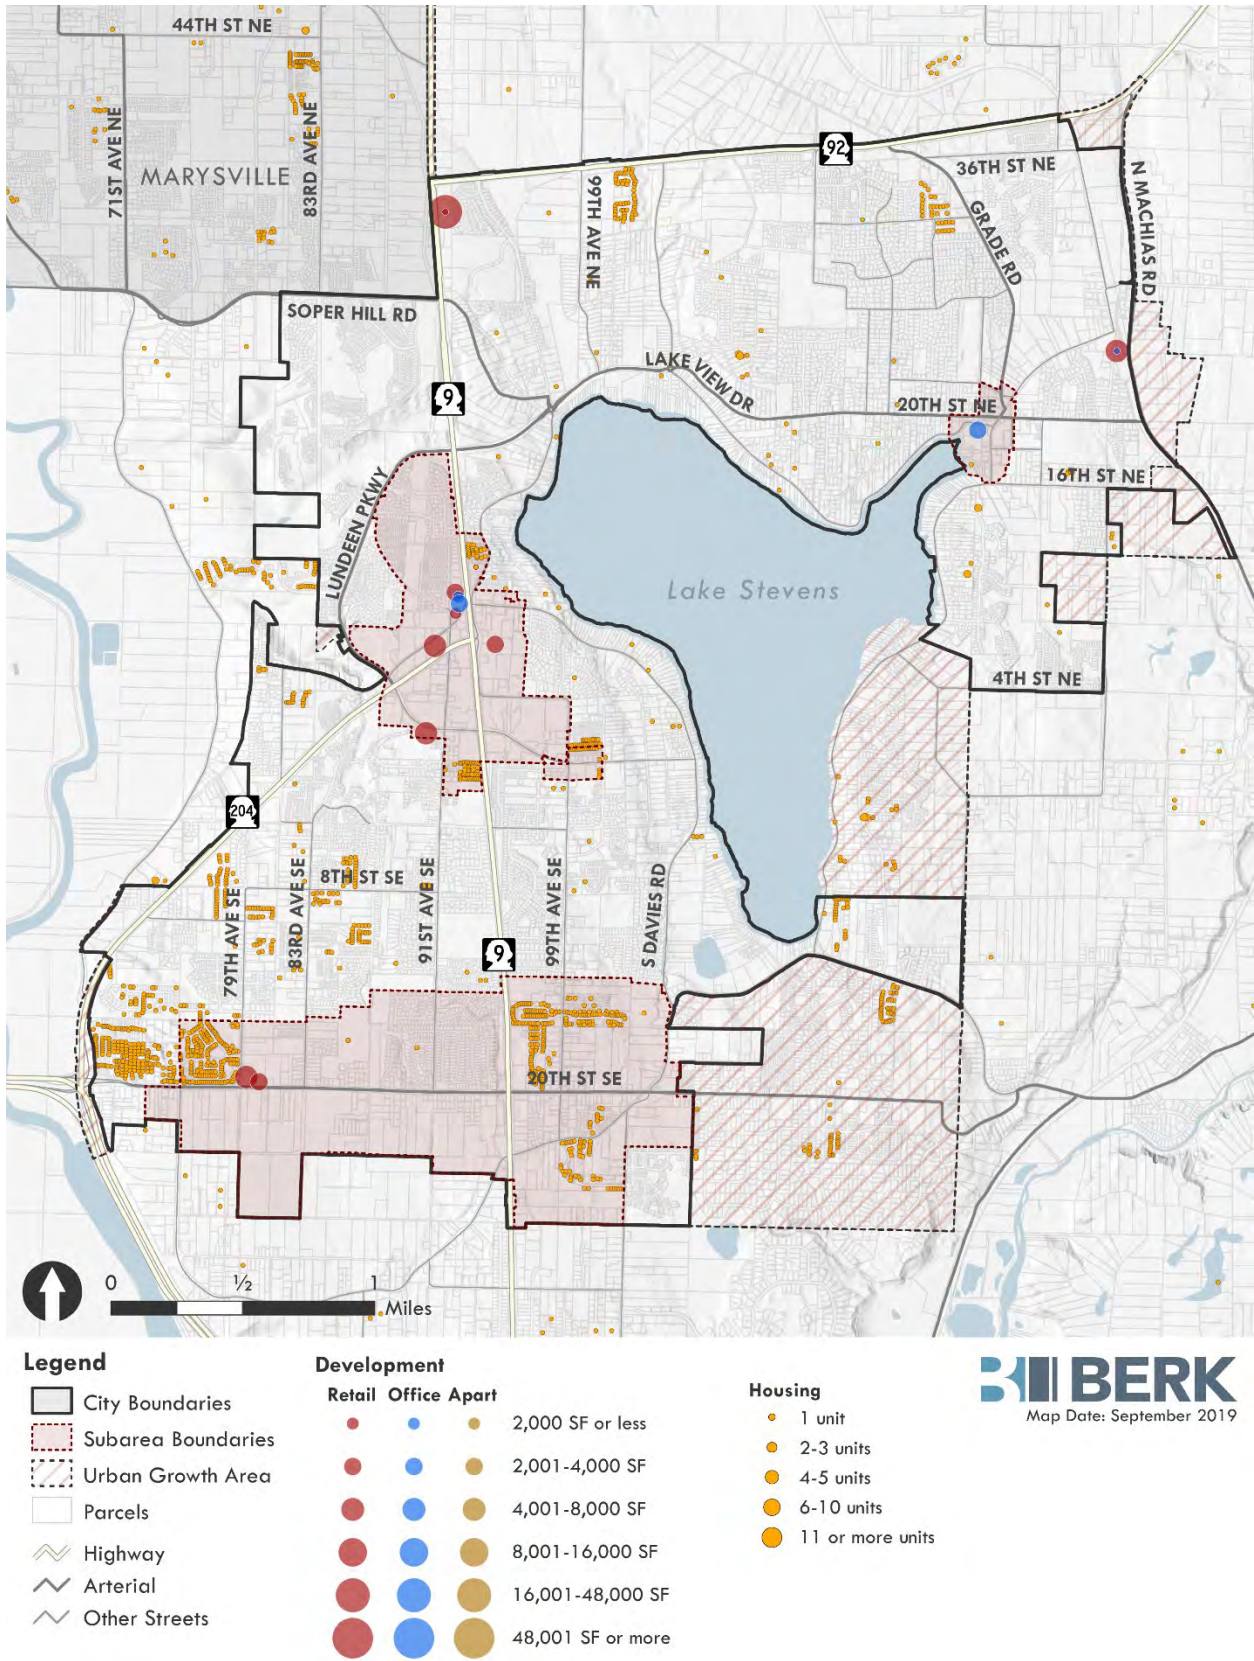 44TH ST NE
71ST AVE NE
83RD AVE NE
MARYSVILLE
92
36TH ST NE
99TH AVE NE
GRADE RD
N MACHIAS RD
SOPER HILL RD
LAKE VIEW DR
9
20TH ST NE
16TH ST NE
LUNDEEN PKWY
Lake Stevens
4TH ST NE
204
8TH ST SE
79TH AVE SE
83RD AVE SE
91ST AVE SE
99TH AVE SE
S DAVIES RD
9
20TH ST SE
0 ½ 1
Miles
Legend
City Boundaries
Subarea Boundaries
Urban Growth Area
Parcels
Highway
Arterial
Other Streets
Development
Retail Office Apart
2,000 SF or less
2,001-4,000 SF
4,001-8,000 SF
8,001-16,000 SF
16,001-48,000 SF
48,001 SF or more
Housing
1 unit
2-3 units
4-5 units
6-10 units
11 or more units
BERK
Map Date: September 2019